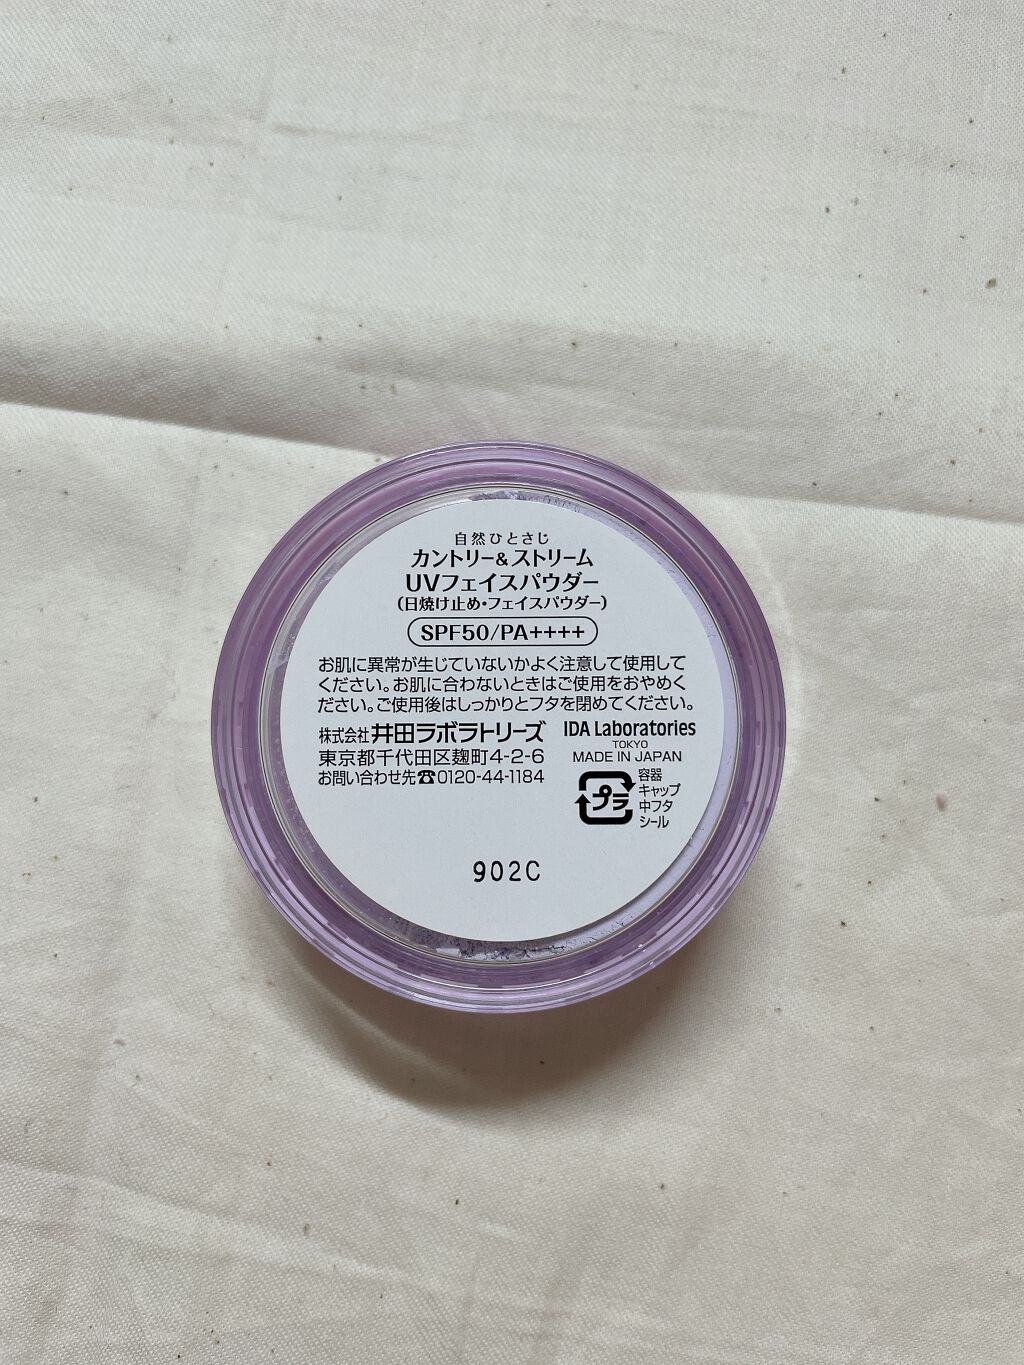 自然ひとさじ
カントリー&ストリーム
UVフェイスパウダー
(日焼け止め・フェイスパウダー)
SPF50/PA++++
お肌に異常が生じていないかよく注意して使用して
ください。お肌に合わないときはご使用をおやめく
ださい。ご使用後はしっかりとフタを閉めてください。
株式会社井田ラボラトリーズ
東京都千代田区麹町4-2-6
お問い合わせ先☎0120-44-1184
IDA Laboratories
TOKYO
MADE IN JAPAN
プラ
容器
キャップ
中フタ
シール
902C